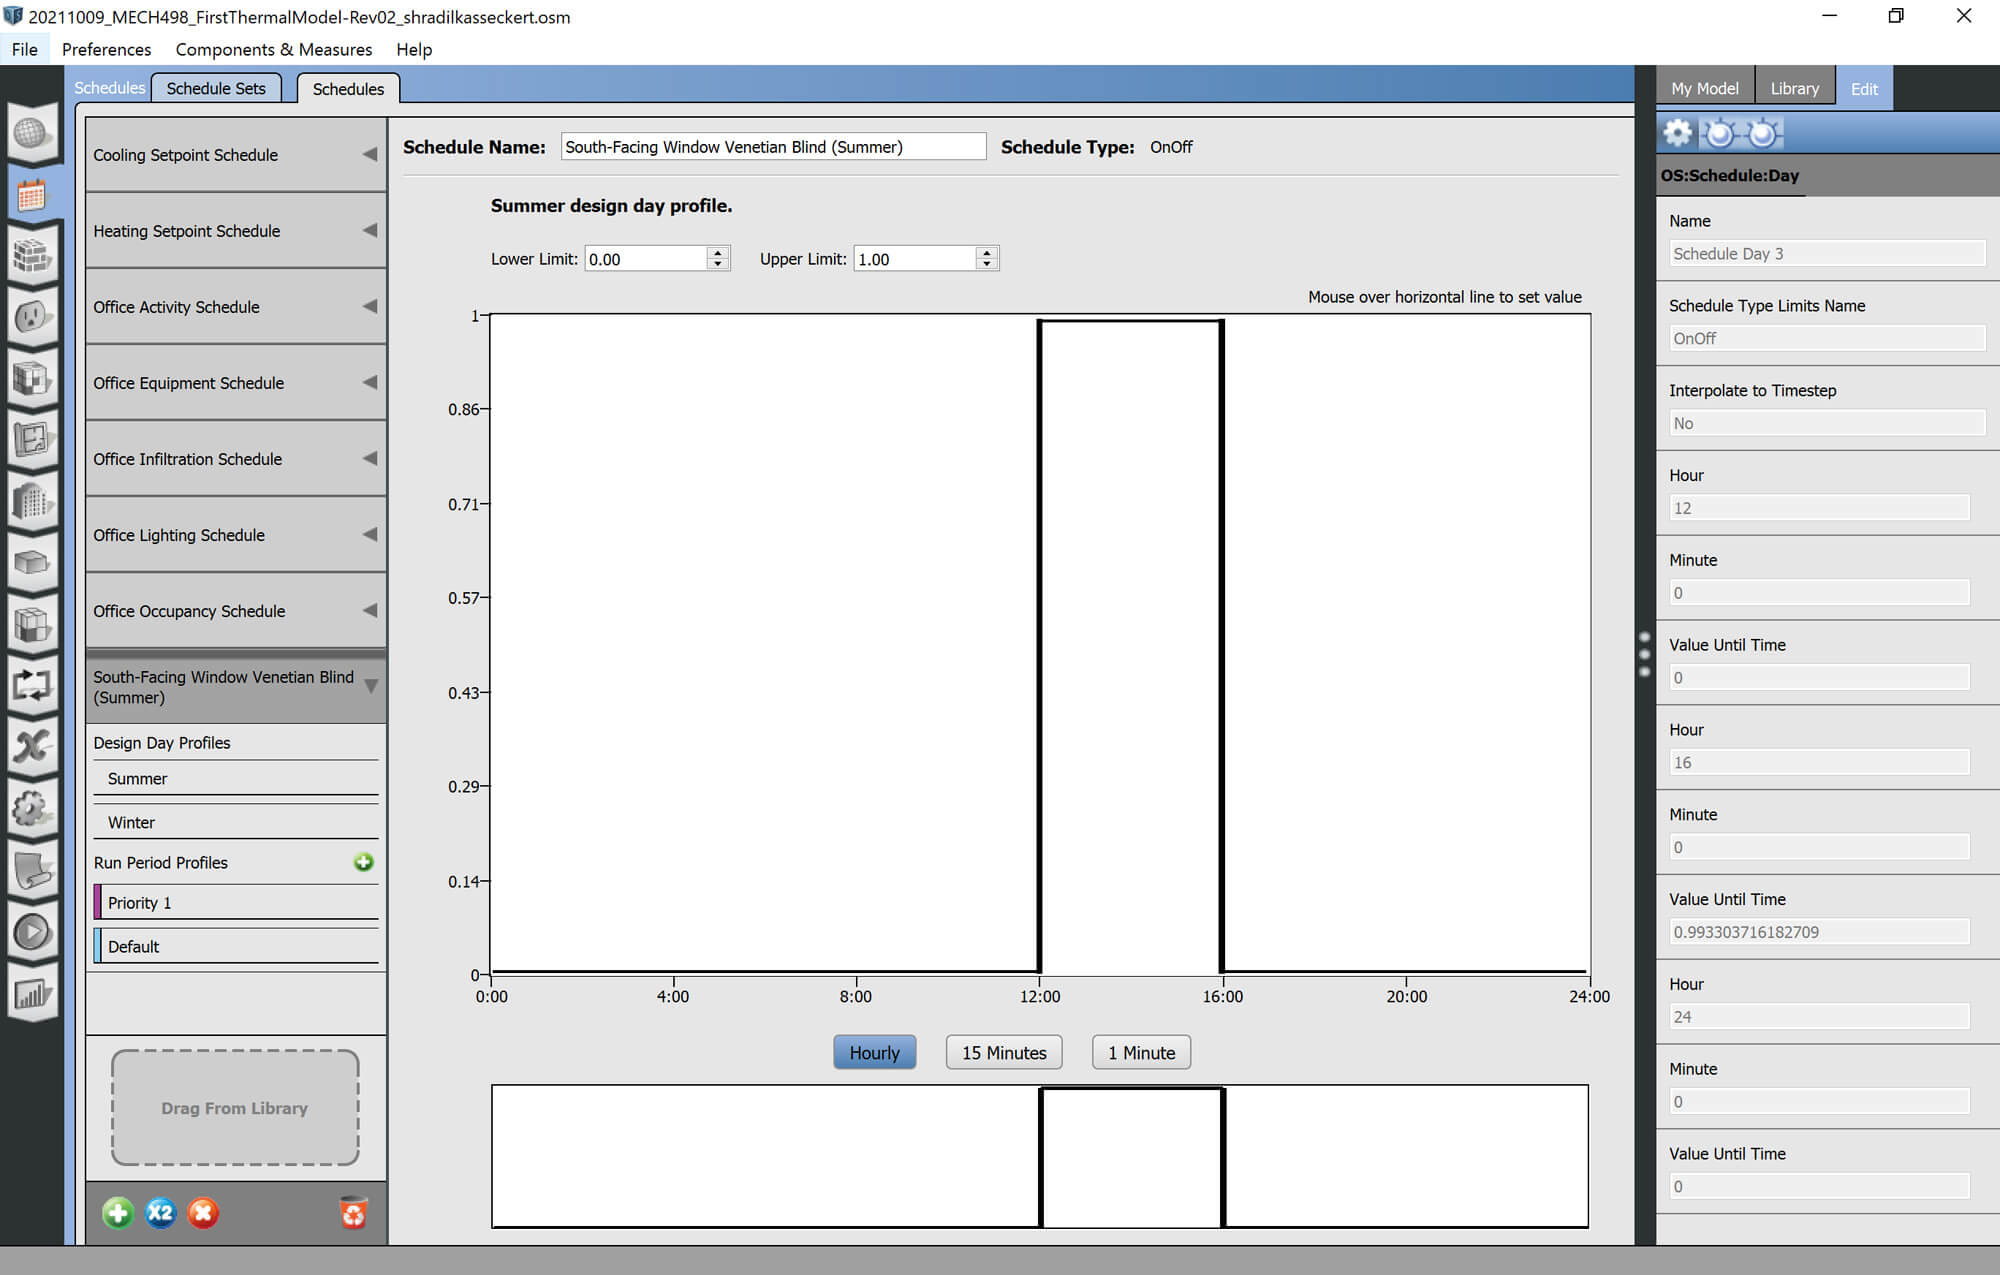 20211009_MECH498_FirstThermalModel-Rev02_shradilkasseckert.osm
File Preferences Components & Measures Help
Schedules Schedule Sets Schedules
My Model Library Edit
Cooling Setpoint Schedule
Heating Setpoint Schedule
Office Activity Schedule
Office Equipment Schedule
Office Infiltration Schedule
Office Lighting Schedule
Office Occupancy Schedule
South-Facing Window Venetian Blind
(Summer)
Design Day Profiles
Summer
Winter
Run Period Profiles
Priority 1
Default
Drag From Library
X2
Schedule Name: South-Facing Window Venetian Blind (Summer) Schedule Type: OnOff
Summer design day profile.
Lower Limit: 0.00 Upper Limit: 1.00
Mouse over horizontal line to set value
1
0.86
0.71
0.57
0.43
0.29
0.14
0
0:00 4:00 8:00 12:00 16:00 20:00 24:00
Hourly 15 Minutes 1 Minute
OS:Schedule:Day
Name
Schedule Day 3
Schedule Type Limits Name
OnOff
Interpolate to Timestep
No
Hour
12
Minute
0
Value Until Time
0
Hour
16
Minute
0
Value Until Time
0.993303716182709
Hour
24
Minute
0
Value Until Time
0